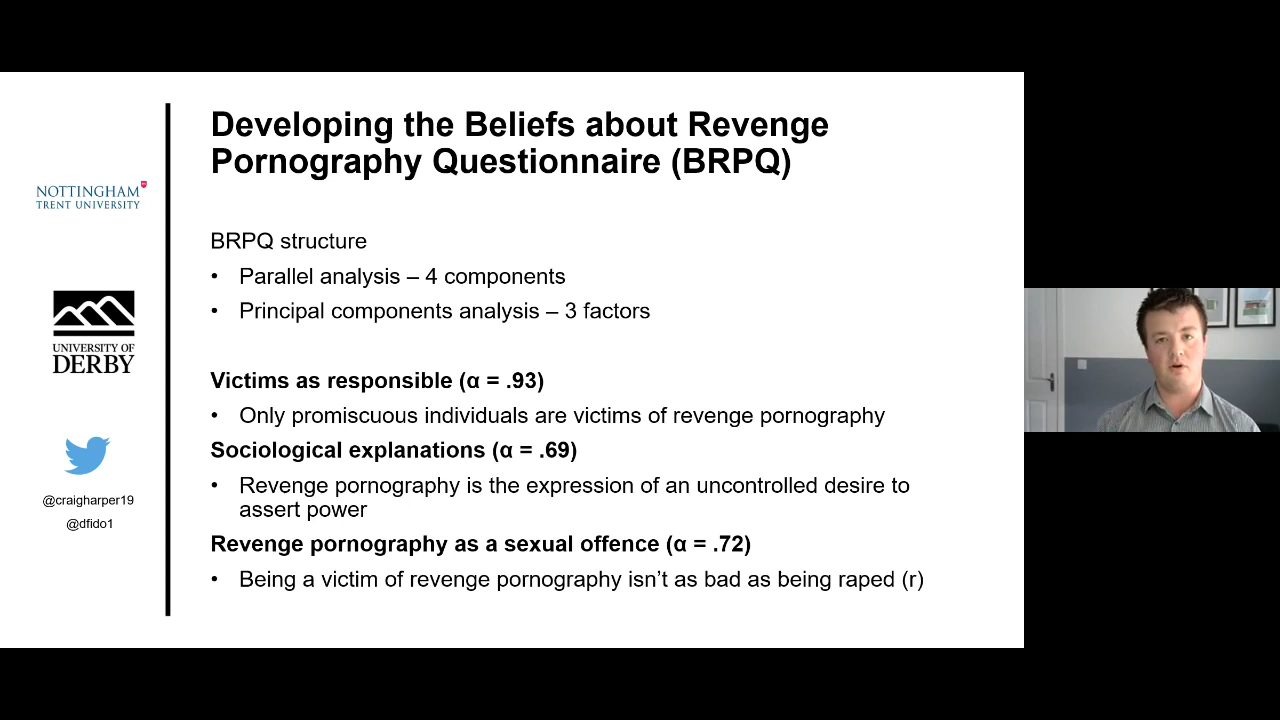 Developing the Beliefs about Revenge
Pornography Questionnaire (BRPQ)
NOTTINGHAM
TRENT UNIVERSITY
UNIVERSITY OF
DERBY
@craigharper19
@dfido1
BRPQ structure
• Parallel analysis – 4 components
• Principal components analysis – 3 factors
Victims as responsible (α = .93)
• Only promiscuous individuals are victims of revenge pornography
Sociological explanations (α = .69)
• Revenge pornography is the expression of an uncontrolled desire to
assert power
Revenge pornography as a sexual offence (α = .72)
• Being a victim of revenge pornography isn’t as bad as being raped (r)